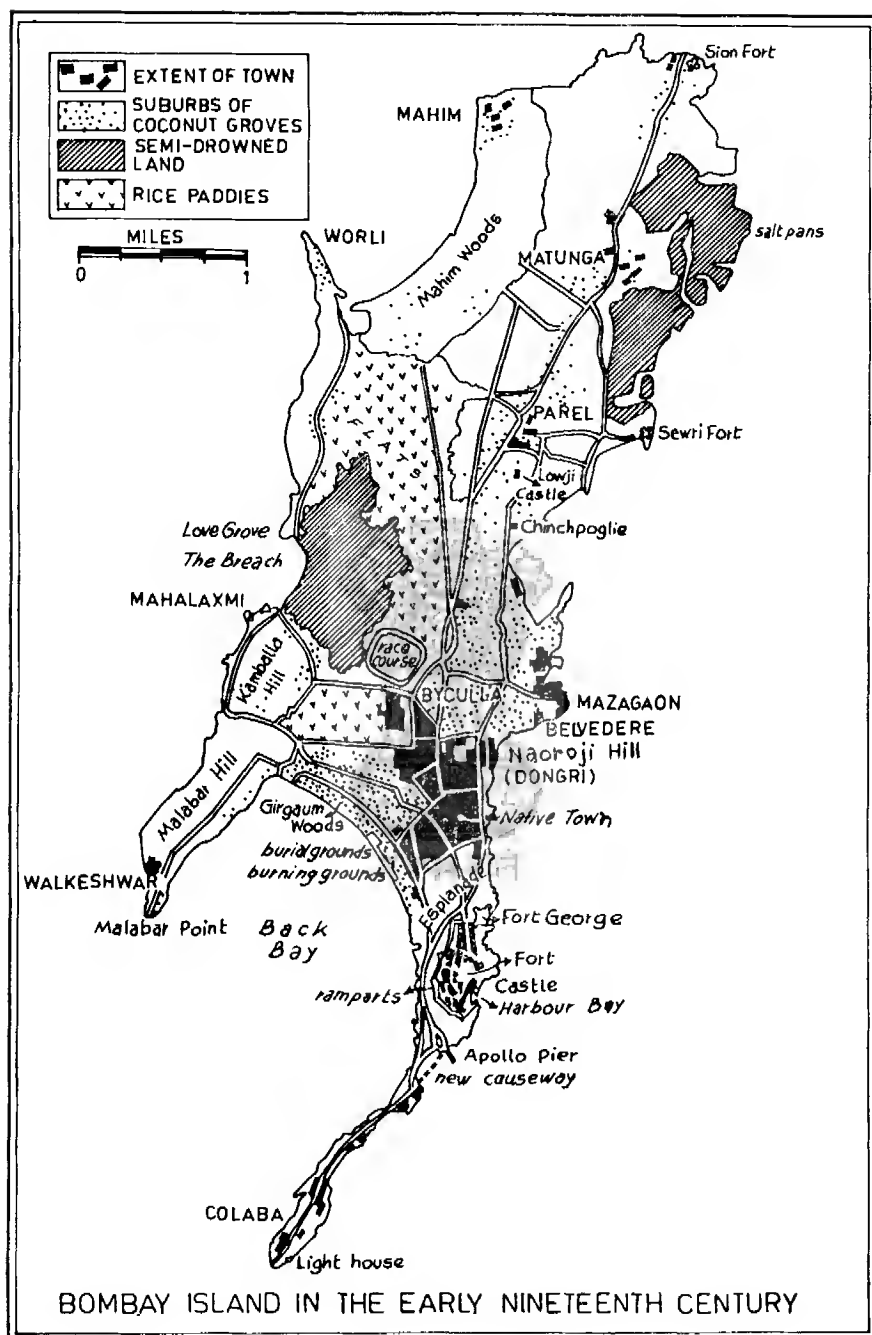 EXTENT OF TOWN
SUBURBS OF
COCONUT GROVES
SEMI-DROWNED
LAND
RICE PADDIES
MILES
0 1
Sion Fort
MAHIM
salt pans
WORLI
Mahim Woods
MATUNGA
FLATS
PAREL
Sewri Fort
Lowji
Castle
Chinchpoglie
Love Grove
The Breach
MAHALAXMI
Kamballa
Hill
race
course
BYCULLA
MAZAGAON
BELVEDERE
Naoroji Hill
(DONGRI)
Malabar Hill
Girgaum
Woods
Native Town
burial grounds
burning grounds
WALKESHWAR
Esplande
Malabar Point
Back
Bay
Fort George
Fort
Castle
ramparts
Harbour Bay
Apollo Pier
new causeway
COLABA
Light house
BOMBAY ISLAND IN THE EARLY NINETEENTH CENTURY